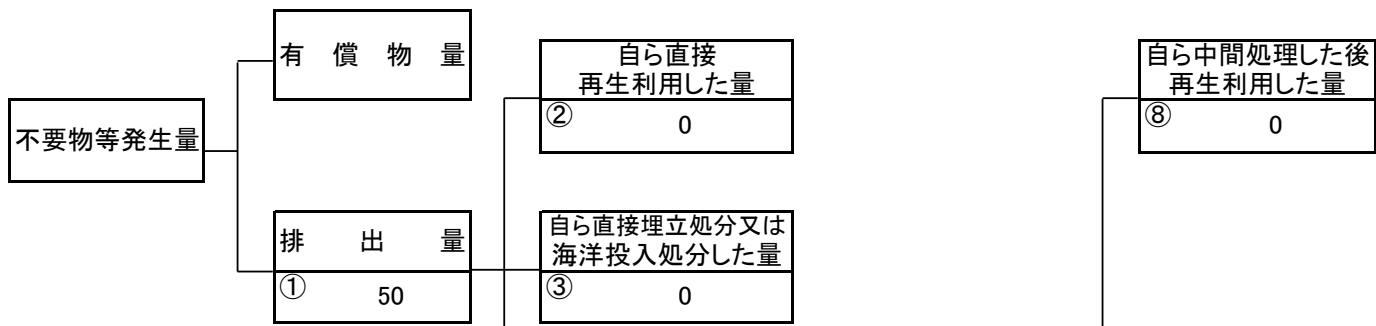 有償物量
自ら直接
再生利用した量
② 0
自ら中間処理した後
再生利用した量
⑧ 0
不要物等発生量
排出量
① 50
自ら直接埋立処分又は
海洋投入処分した量
③ 0